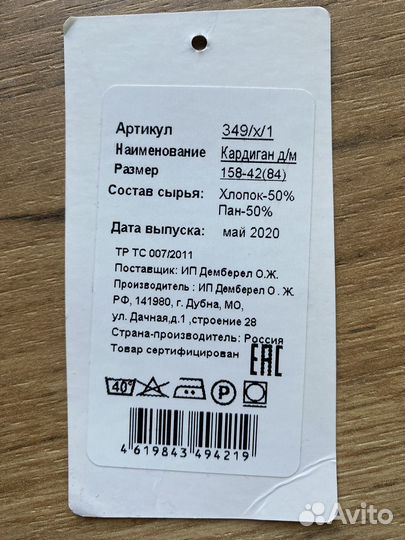 Артикул 349/х/1
Наименование Кардиган д/м
Размер 158-42(84)
Состав сырья: Хлопок-50%
Пан-50%
Дата выпуска: май 2020
ТР ТС 007/2011
Поставщик: ИП Демберел О.Ж.
Производитель : ИП Демберел О . Ж.
РФ, 141980, г. Дубна, МО,
ул. Дачная,д.1 ,строение 28
Страна-производитель: Россия
Товар сертифицирован EAC
40° P
4 619843 494219
Avito